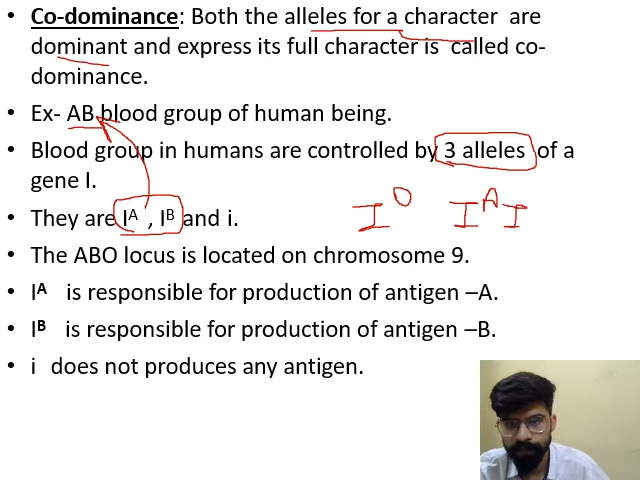 • Co-dominance: Both the alleles for a character are
dominant and express its full character is called co-
dominance.
• Ex- AB blood group of human being.
• Blood group in humans are controlled by 3 alleles of a
gene I.
• They are Iᴬ , Iᴮ and i.
I⁰ Iᴬ I
• The ABO locus is located on chromosome 9.
• Iᴬ is responsible for production of antigen –A.
• Iᴮ is responsible for production of antigen –B.
• i does not produces any antigen.